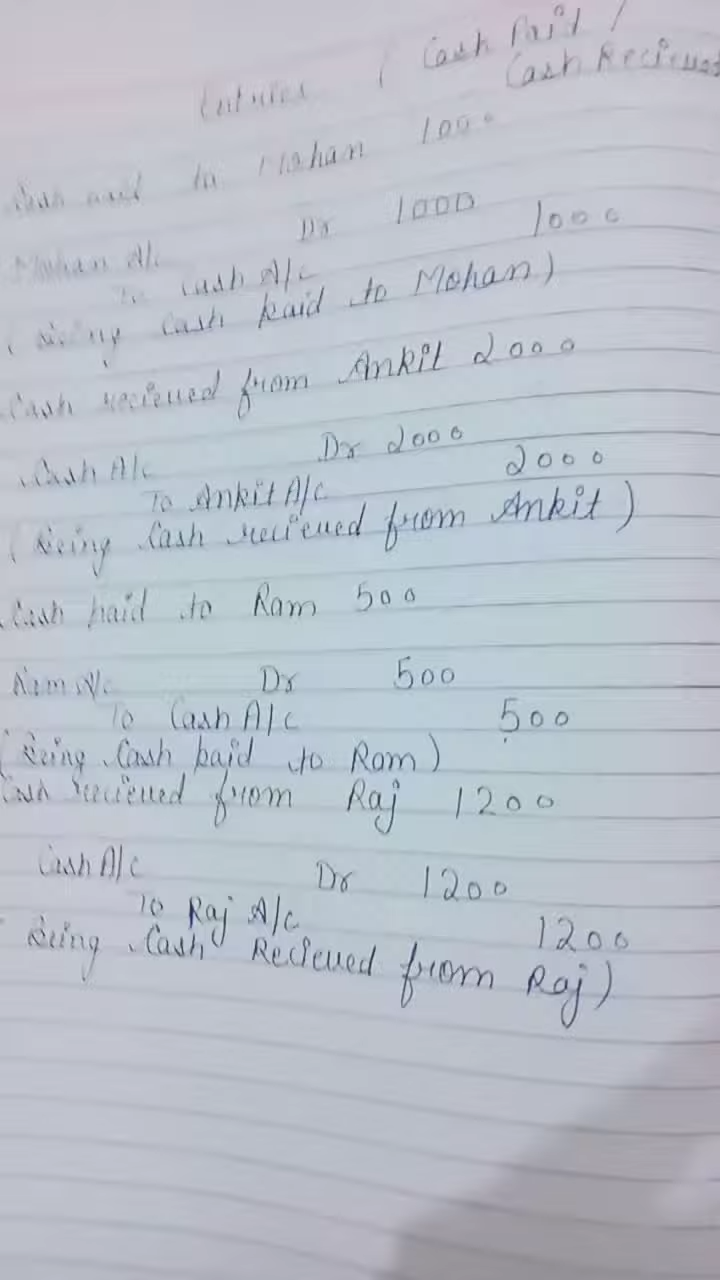 Entries ( Cash Paid /
Cash Recieved
Cash paid to Mohan 1000
Mohan A/c Dr 1000
To Cash A/c 1000
( Being Cash paid to Mohan )
Cash recieved from Ankit 2000
Cash A/c Dr 2000
To Ankit A/c 2000
( Being Cash recieved from Ankit )
Cash paid to Ram 500
Ram A/c Dr 500
To Cash A/c 500
( Being Cash paid to Ram )
Cash recieved from Raj 1200
Cash A/c Dr 1200
To Raj A/c 1200
Being Cash Recieved from Raj )